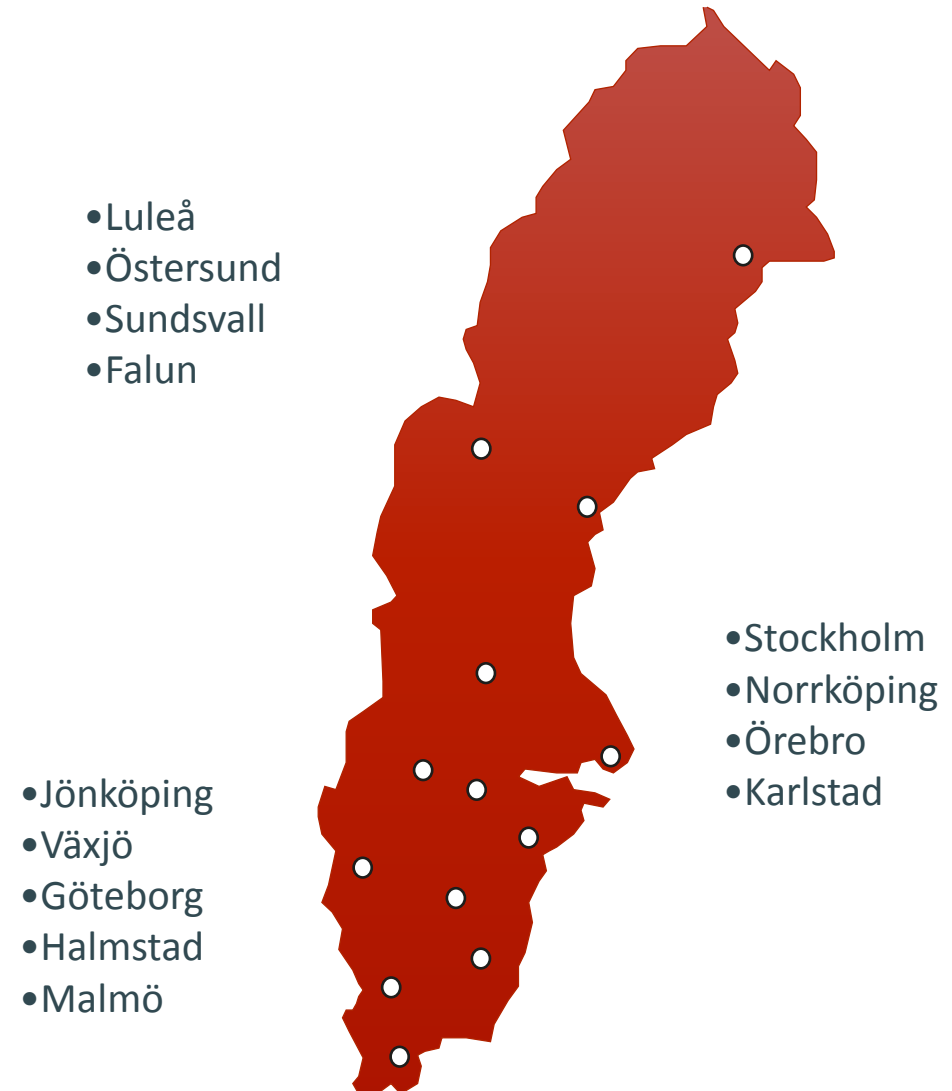 •Luleå
•Östersund
•Sundsvall
•Falun
•Stockholm
•Norrköping
•Örebro
•Karlstad
•Jönköping
•Växjö
•Göteborg
•Halmstad
•Malmö